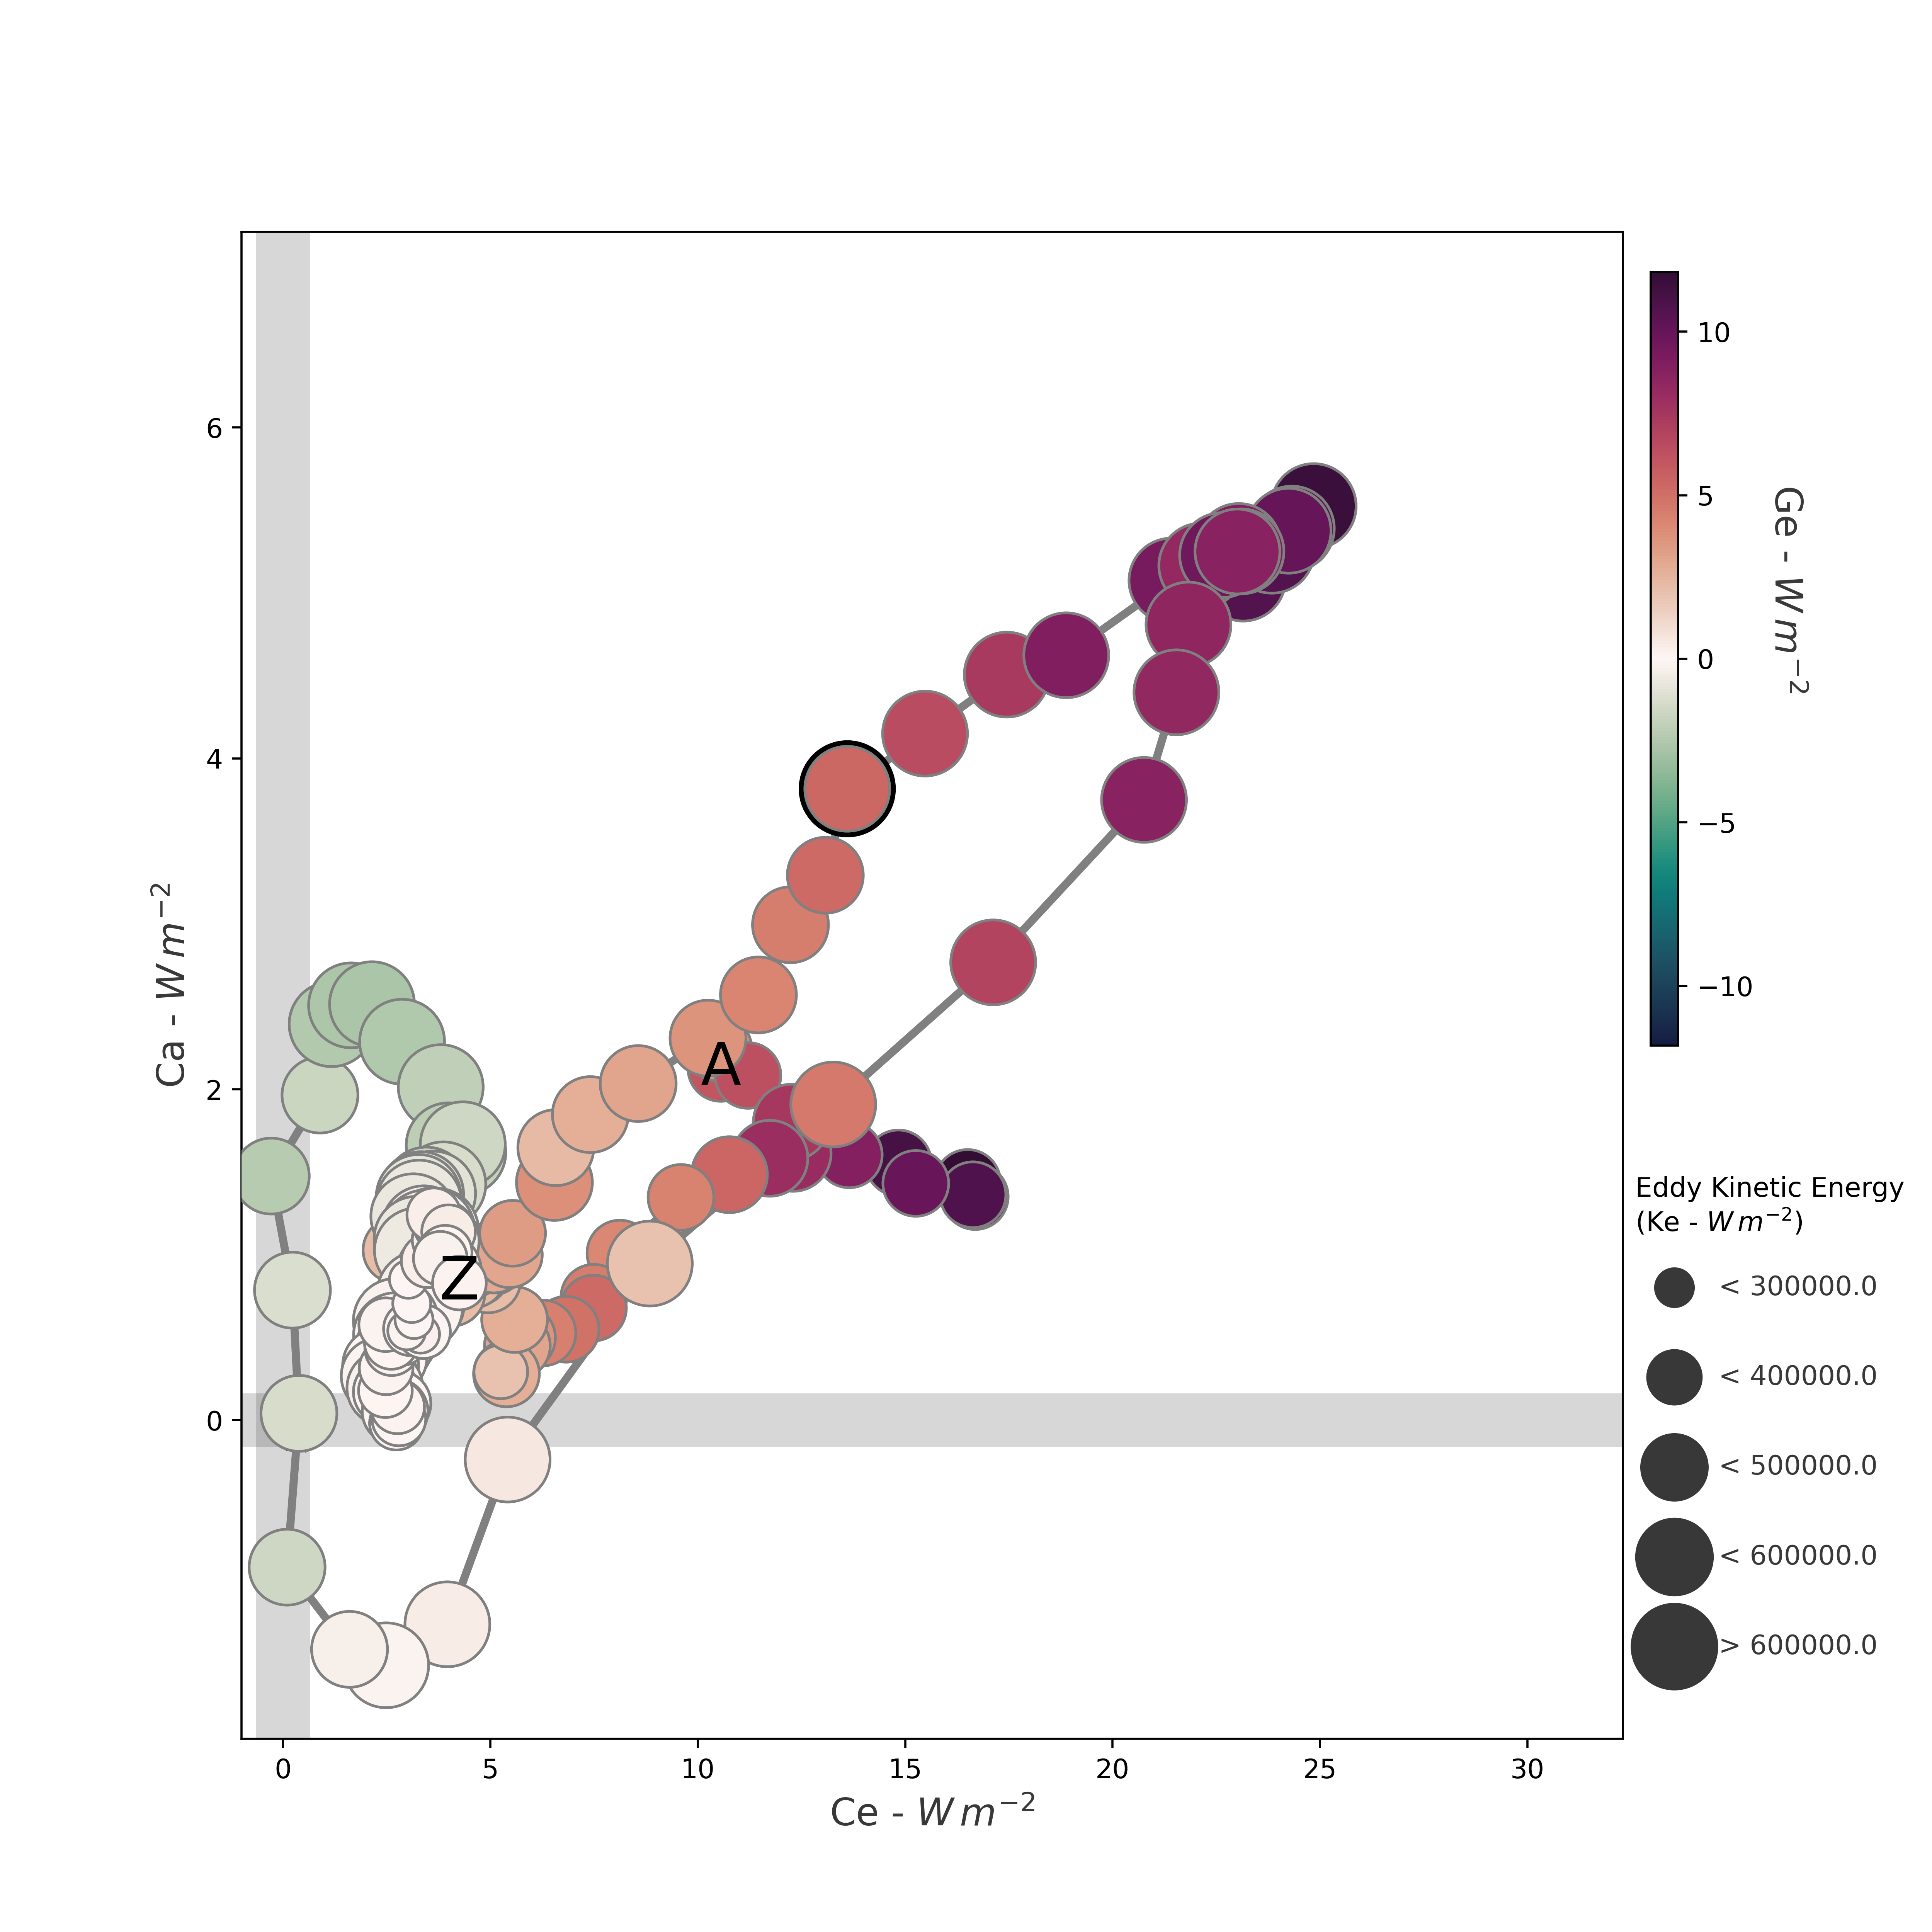 6
4
2
0
Ca - W m⁻²
A
Z
0 5 10 15 20 25 30
Ce - W m⁻²
10
5
0
−5
−10
Ge - W m⁻²
Eddy Kinetic Energy
(Ke - W m⁻²)
< 300000.0
< 400000.0
< 500000.0
< 600000.0
> 600000.0